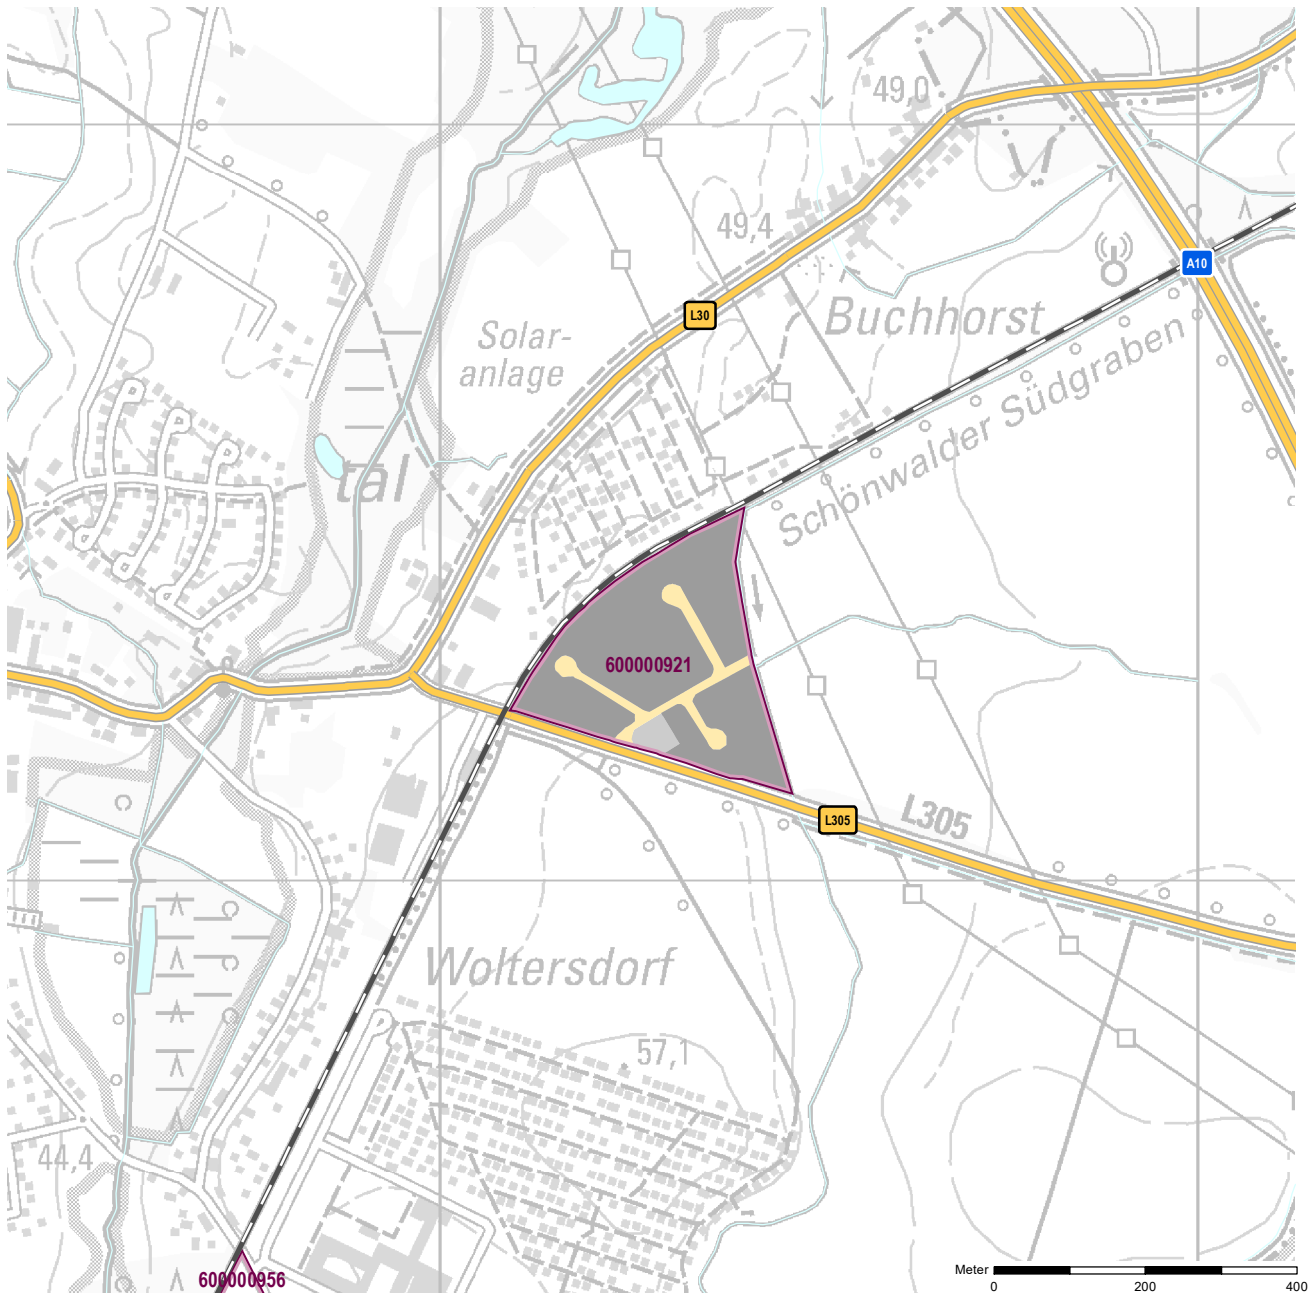 49,0
49,4
A10
L30
Buchhorst
Solar-
anlage
Schönwalder Südgraben
tal
600000921
L305
L305
Woltersdorf
57,1
44,4
600000956
Meter
0
200
400